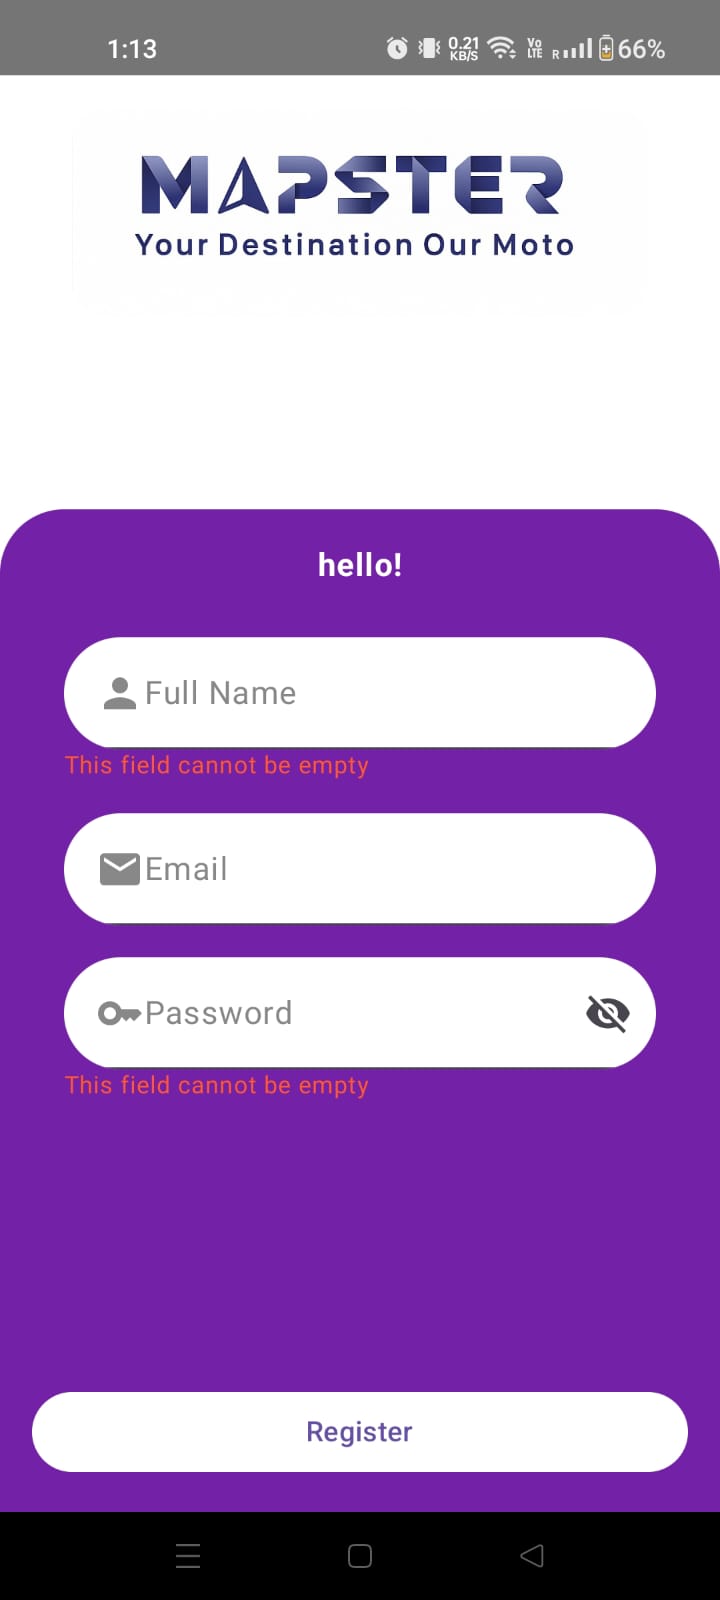 1:13
0.21
KB/S
Vo
LTE
R
66%
MAPSTER
Your Destination Our Moto
hello!
Full Name
This field cannot be empty
Email
Password
This field cannot be empty
Register